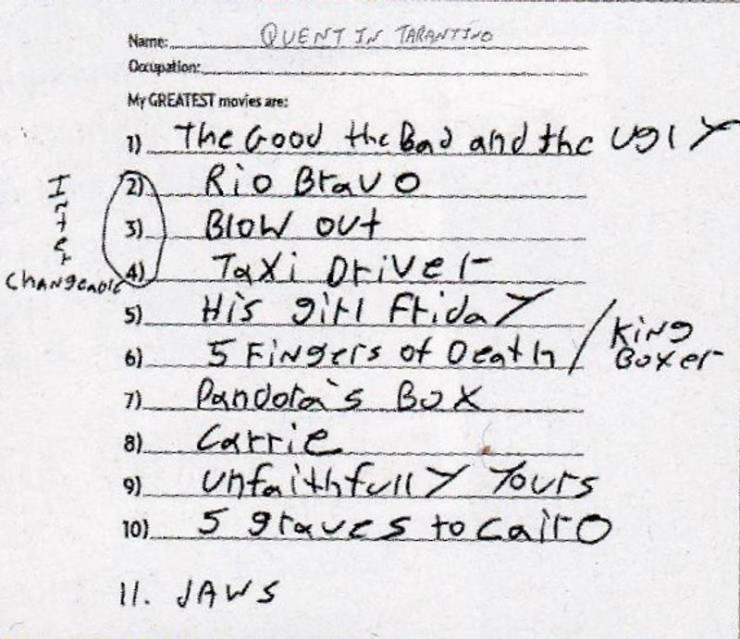 Name: QUENTIN TARANTINO
Occupation:
My GREATEST movies are:
1) The Good the Bad and the Ugly
2) Rio Bravo
3) Blow out
4) Taxi Driver
Interchangeable
5) His girl Friday
6) 5 Fingers of Death / King Boxer
7) Pandora's Box
8) Carrie
9) Unfaithfully Yours
10) 5 graves to Cairo
11. JAWS